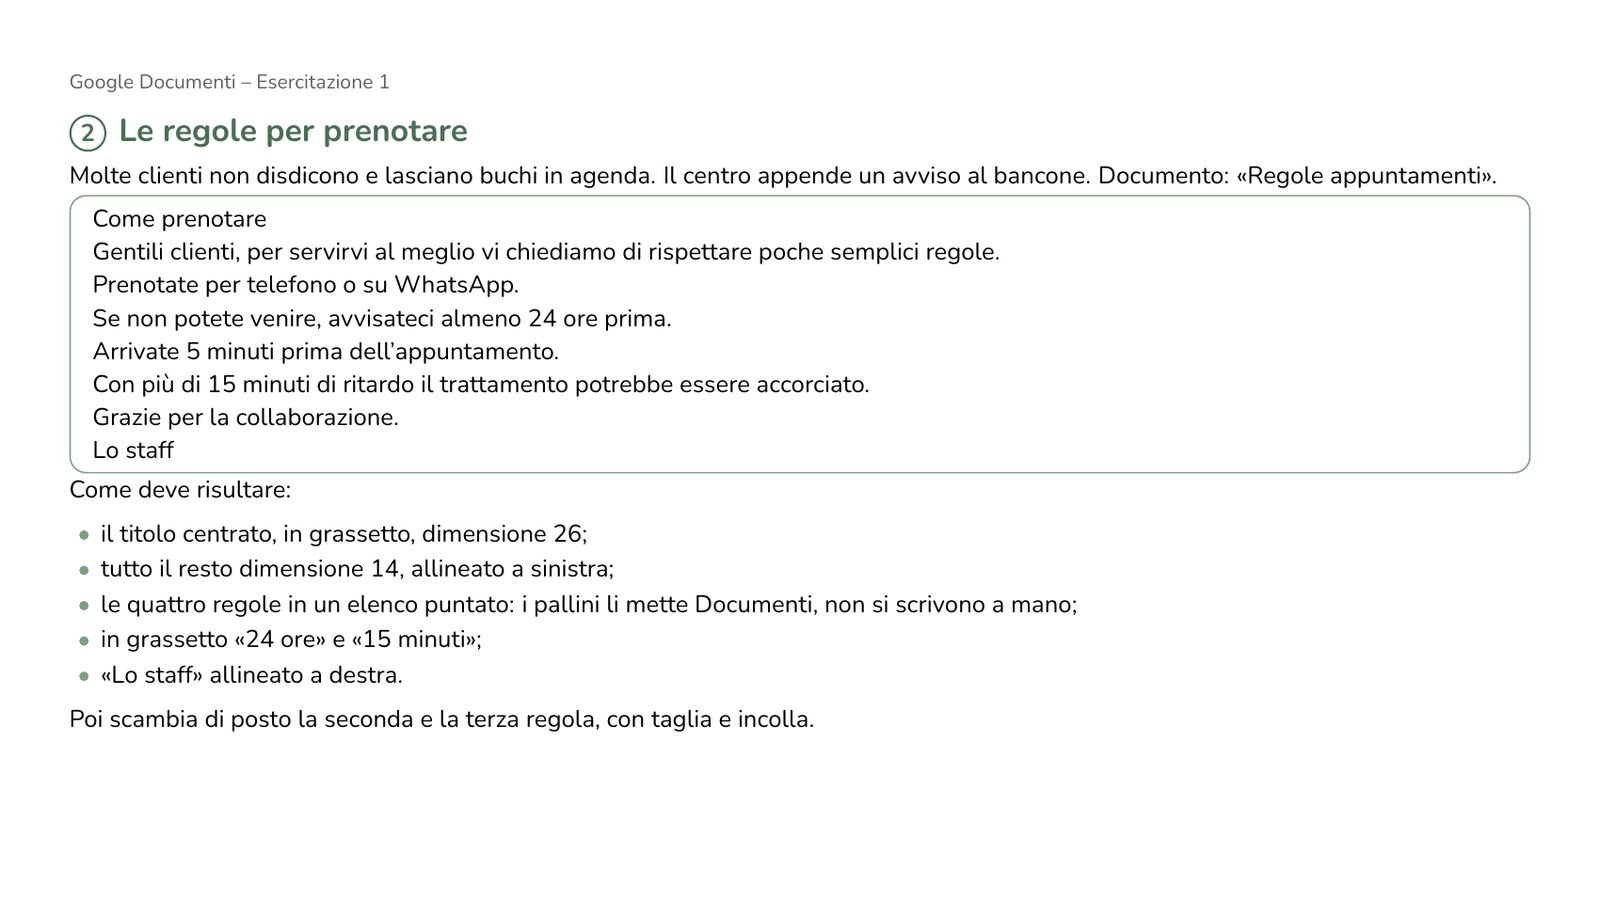 Google Documenti – Esercitazione 1
2 Le regole per prenotare
Molte clienti non disdicono e lasciano buchi in agenda. Il centro appende un avviso al bancone. Documento: «Regole appuntamenti».
Come prenotare
Gentili clienti, per servirvi al meglio vi chiediamo di rispettare poche semplici regole.
Prenotate per telefono o su WhatsApp.
Se non potete venire, avvisateci almeno 24 ore prima.
Arrivate 5 minuti prima dell’appuntamento.
Con più di 15 minuti di ritardo il trattamento potrebbe essere accorciato.
Grazie per la collaborazione.
Lo staff
Come deve risultare:
• il titolo centrato, in grassetto, dimensione 26;
• tutto il resto dimensione 14, allineato a sinistra;
• le quattro regole in un elenco puntato: i pallini li mette Documenti, non si scrivono a mano;
• in grassetto «24 ore» e «15 minuti»;
• «Lo staff» allineato a destra.
Poi scambia di posto la seconda e la terza regola, con taglia e incolla.